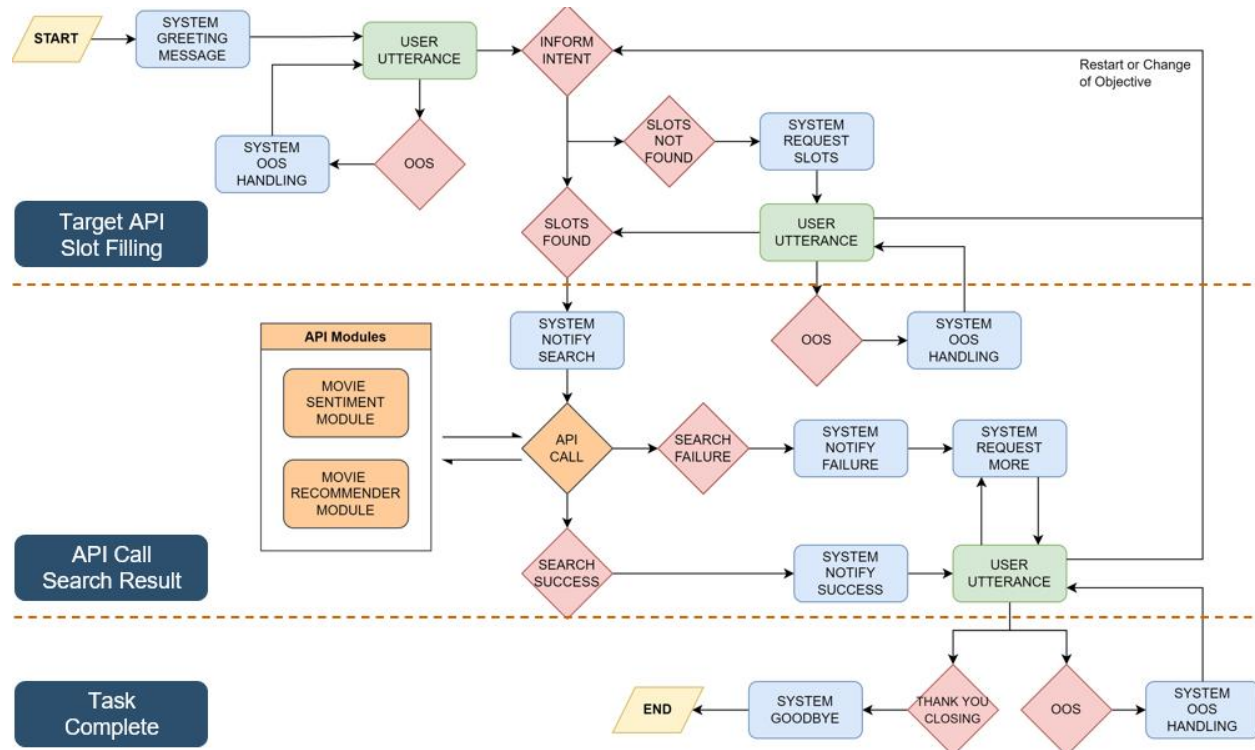 START
SYSTEM
GREETING
MESSAGE
USER
UTTERANCE
INFORM
INTENT
Restart or Change
of Objective
SLOTS
NOT
FOUND
SYSTEM
REQUEST
SLOTS
SYSTEM
OOS
HANDLING
OOS
Target API
Slot Filling
SLOTS
FOUND
USER
UTTERANCE
SYSTEM
NOTIFY
SEARCH
OOS
SYSTEM
OOS
HANDLING
API Modules
MOVIE
SENTIMENT
MODULE
MOVIE
RECOMMENDER
MODULE
API
CALL
SEARCH
FAILURE
SYSTEM
NOTIFY
FAILURE
SYSTEM
REQUEST
MORE
API Call
Search Result
SEARCH
SUCCESS
SYSTEM
NOTIFY
SUCCESS
USER
UTTERANCE
Task
Complete
END
SYSTEM
GOODBYE
THANK YOU
CLOSING
OOS
SYSTEM
OOS
HANDLING